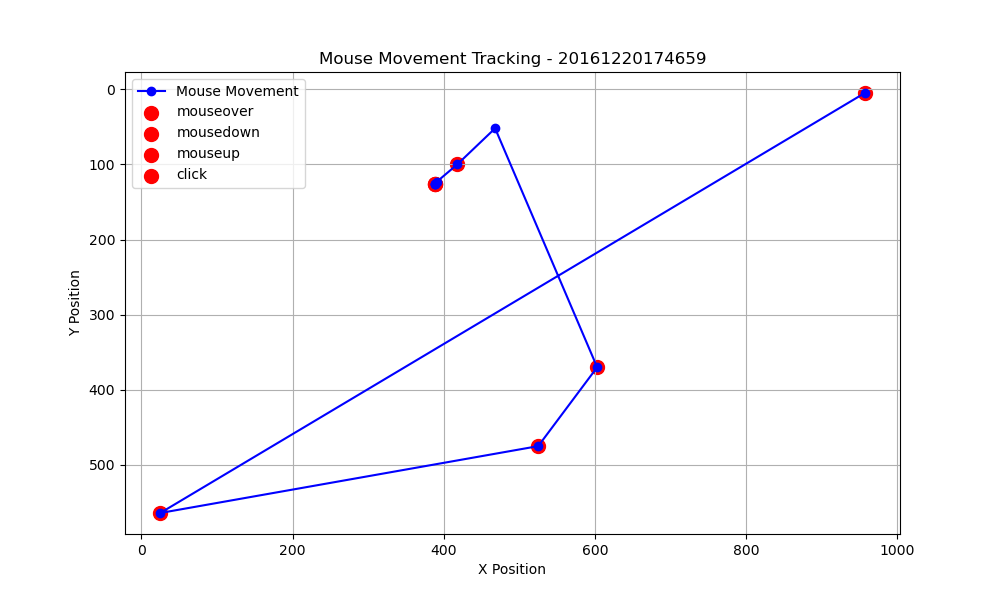 Mouse Movement Tracking - 20161220174659
Mouse Movement
mouseover
mousedown
mouseup
click
0
100
200
300
400
500
Y Position
0 200 400 600 800 1000
X Position